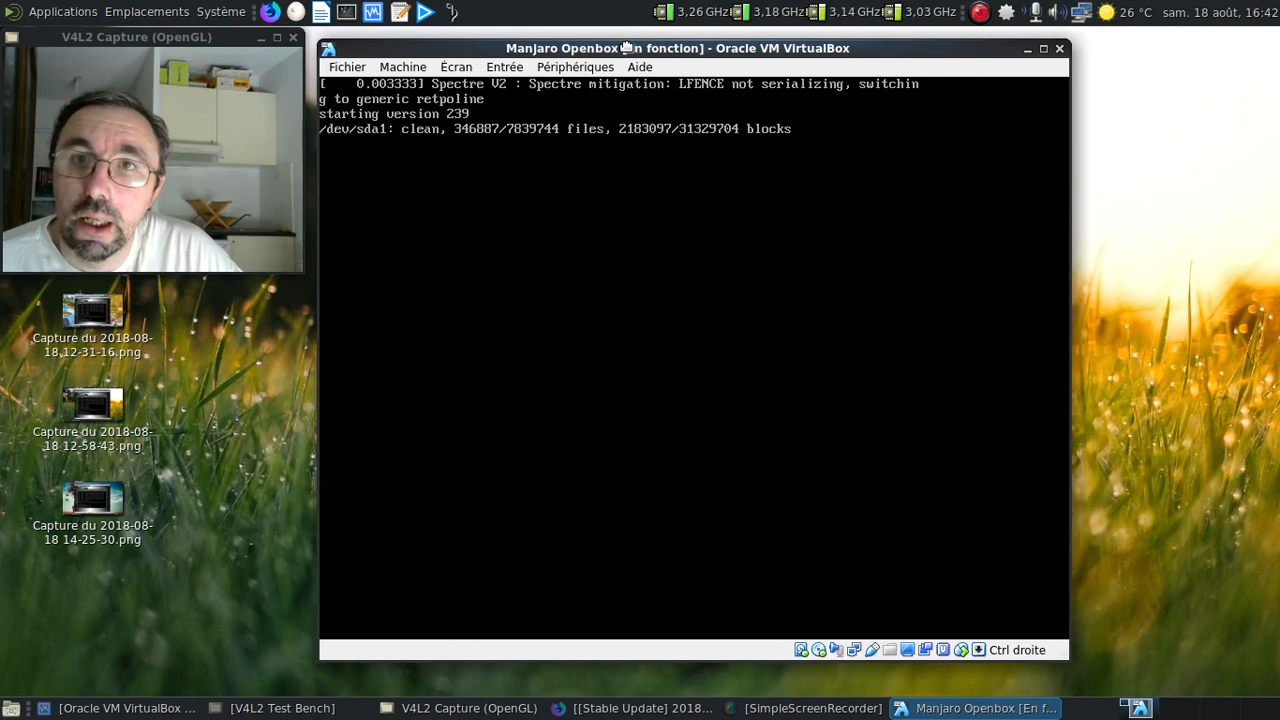 Applications Emplacements Système
3,26 GHz 3,18 GHz 3,14 GHz 3,03 GHz 26 °C sam. 18 août, 16:42
V4L2 Capture (OpenGL)
Manjaro Openbox [En fonction] - Oracle VM VirtualBox
Fichier Machine Écran Entrée Périphériques Aide
[    0.003333] Spectre V2 : Spectre mitigation: LFENCE not serializing, switchin
g to generic retpoline
starting version 239
/dev/sda1: clean, 346887/7839744 files, 2183097/31329704 blocks
Capture du 2018-08-
18 12-31-16.png
Capture du 2018-08-
18 12-58-43.png
Capture du 2018-08-
18 14-25-30.png
Ctrl droite
[Oracle VM VirtualBox ... [V4L2 Test Bench] V4L2 Capture (OpenGL) [[Stable Update] 2018... [SimpleScreenRecorder] Manjaro Openbox [En f...